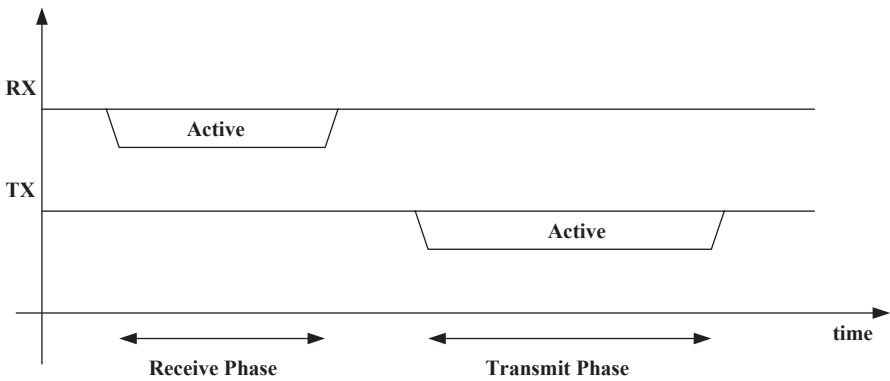 RX
Active
TX
Active
time
Receive Phase
Transmit Phase